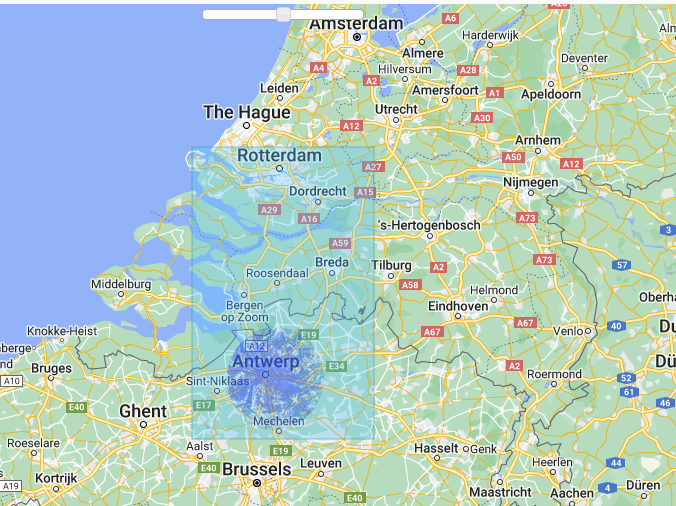 A28
Amsterdam
A6
Almere
Harderwijk
A4
A2
Hilversum
A28
Deventer
Leiden
Amersfoort
A1
Apeldoorn
The Hague
Utrecht
A12
A30
Arnhem
Rotterdam
A27
A50
A12
Dordrecht
A15
Nijmegen
A29
A16
A73
's-Hertogenbosch
3
A59
Breda
Tilburg
A2
A73
57
Roosendaal
A58
Middelburg
Helmond
Oberha
Bergen
op Zoom
Eindhoven
Knokke-Heist
E19
A67
A67
Venlo
40
Du
A12
berge-
nd
Antwerp
E34
A2
Dü
Bruges
A10
Sint-Niklaas
Roermond
52
61
E40
E17
46
Ghent
Mechelen
Roeselare
Aalst
E19
Hasselt
Genk
E40
Brussels
Leuven
Heerlen
44
Kortrijk
A19
E40
Maastricht
4
Aachen
Düren